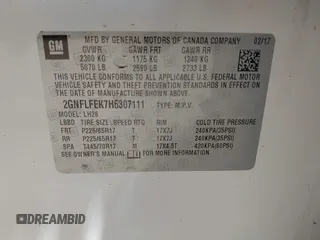 GM
MFD BY GENERAL MOTORS OF CANADA COMPANY 02/17
GVWR GAWR FRT GAWR RR
2300 KG 1175 KG 1240 KG
5070 LB 2590 LB 2733 LB
THIS VEHICLE CONFORMS TO ALL APPLICABLE U.S. FEDERAL MOTOR
VEHICLE SAFETY AND THEFT PREVENTION STANDARDS IN EFFECT
ON THE DATE OF MANUFACTURE SHOWN ABOVE.
2GNFLFEK7H6307111 TYPE: M.P.V.
MODEL: LH26
TIRE SIZE SPEED RTG RIM COLD TIRE PRESSURE
FRT P225/65R17 T 17X7J 240KPA(35PSI)
RR P225/65R17 T 17X7J 240KPA(35PSI)
SPA T145/70R17 M 17X4.5T 420KPA(60PSI)
SEE OWNER'S MANUAL FOR ADDITIONAL INFORMATION
DREAMBID